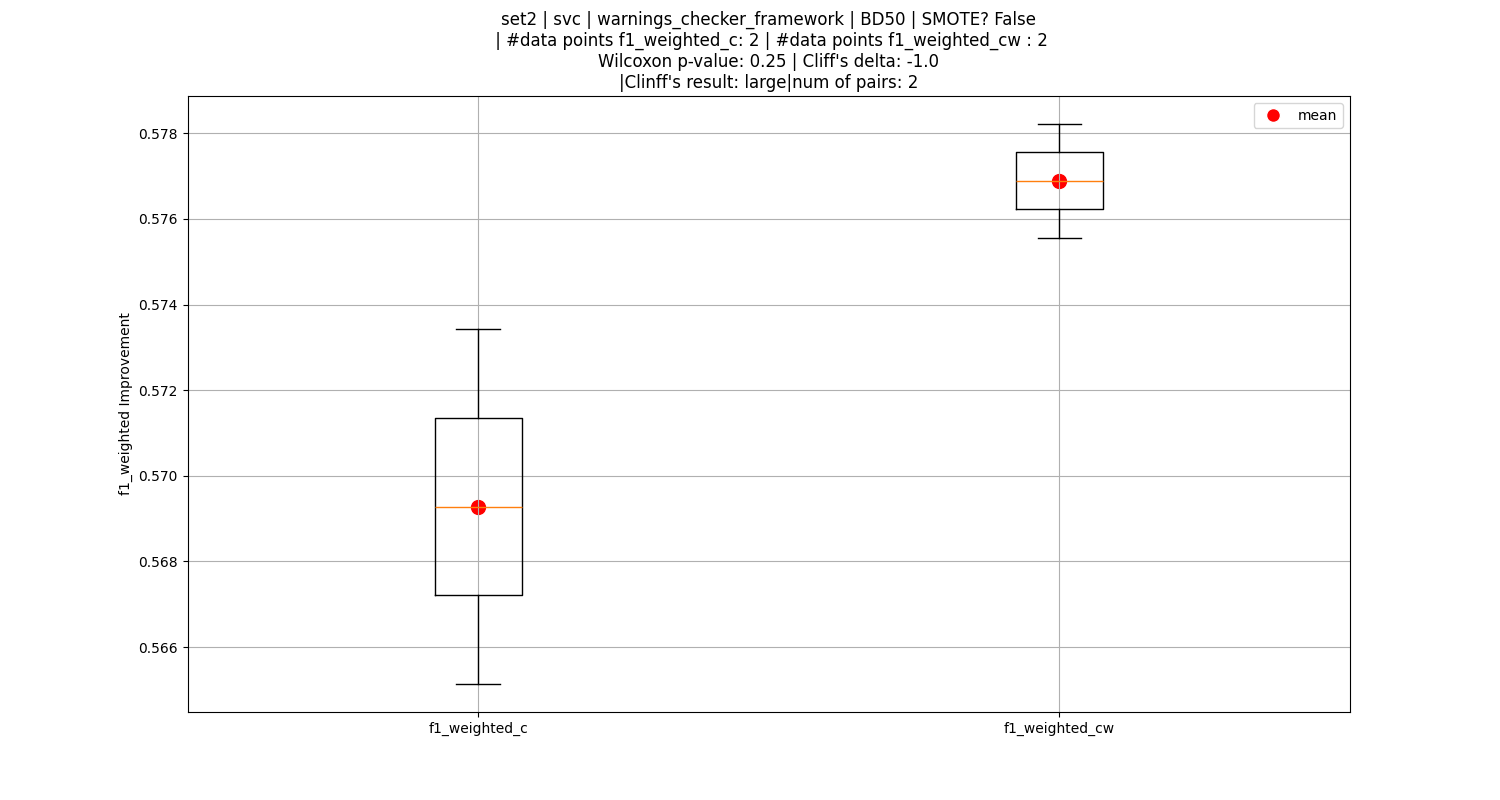 set2 | svc | warnings_checker_framework | BD50 | SMOTE? False
| #data points f1_weighted_c: 2 | #data points f1_weighted_cw : 2
Wilcoxon p-value: 0.25 | Cliff's delta: -1.0
|Clinff's result: large|num of pairs: 2
mean
0.578
0.576
0.574
0.572
0.570
0.568
0.566
f1_weighted Improvement
f1_weighted_c
f1_weighted_cw